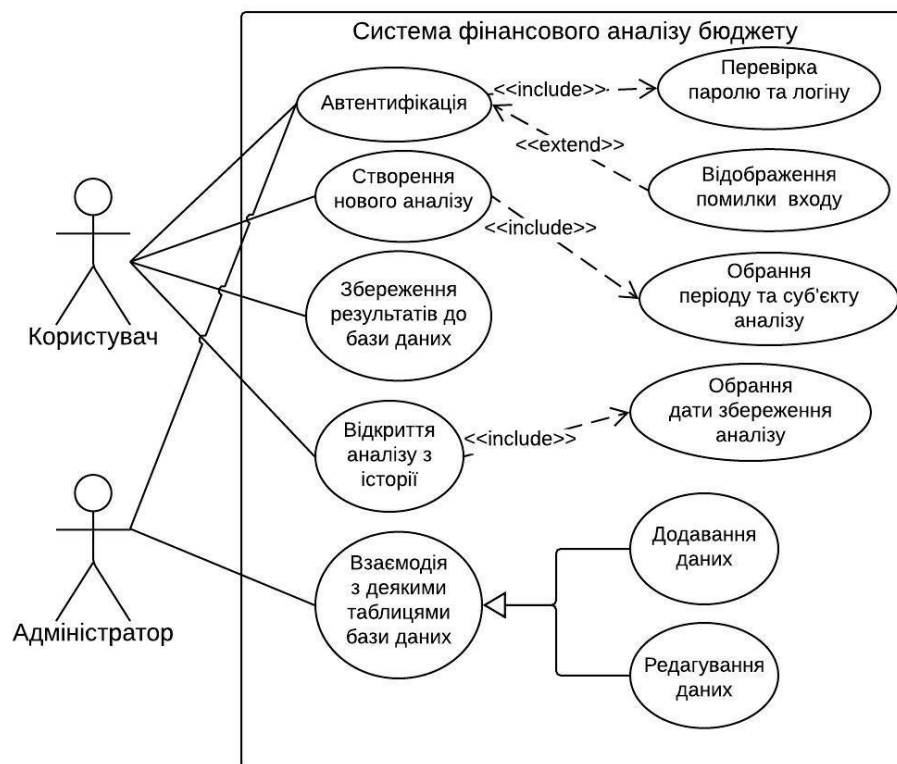 Система фінансового аналізу бюджету
Автентифікація
<<include>>
Перевірка
паролю та логіну
<<extend>>
Відображення
помилки входу
Створення
нового аналізу
<<include>>
Обрання
періоду та суб'єкту
аналізу
Користувач
Збереження
результатів до
бази даних
Відкриття
аналізу з
історії
<<include>>
Обрання
дати збереження
аналізу
Адміністратор
Взаємодія
з деякими
таблицями
бази даних
Додавання
даних
Редагування
даних